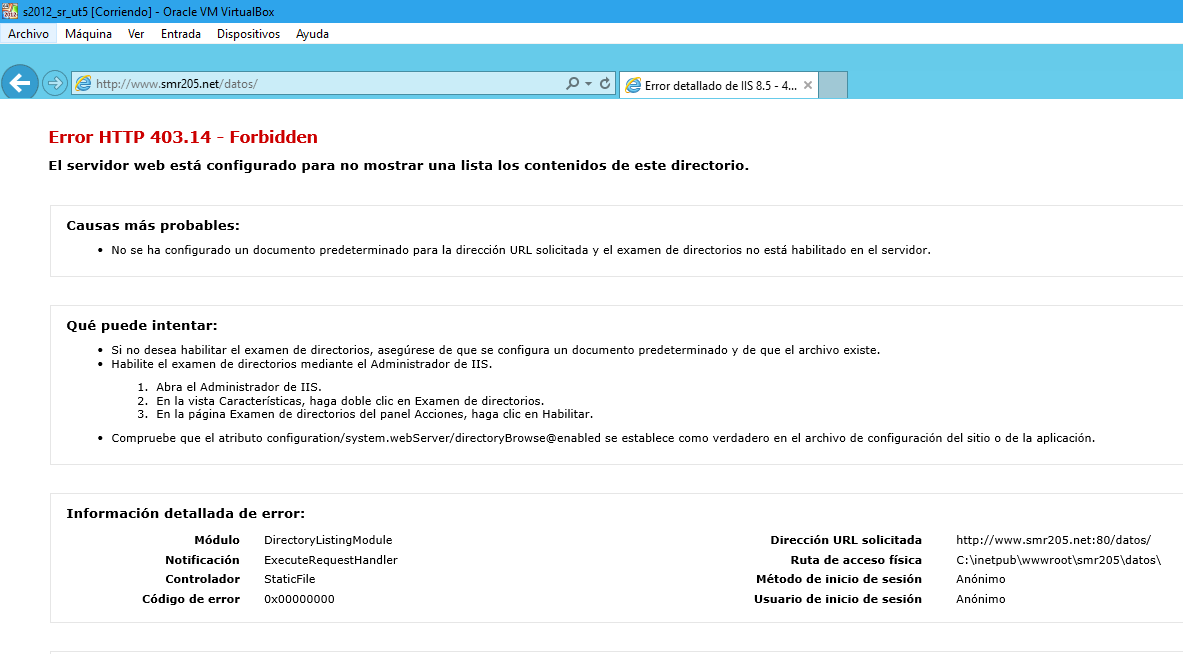 s2012_sr_ut5 [Corriendo] - Oracle VM VirtualBox
Archivo Máquina Ver Entrada Dispositivos Ayuda
http://www.smr205.net/datos/ Error detallado de IIS 8.5 - 4...
Error HTTP 403.14 - Forbidden
El servidor web está configurado para no mostrar una lista los contenidos de este directorio.
Causas más probables:
• No se ha configurado un documento predeterminado para la dirección URL solicitada y el examen de directorios no está habilitado en el servidor.
Qué puede intentar:
• Si no desea habilitar el examen de directorios, asegúrese de que se configura un documento predeterminado y de que el archivo existe.
• Habilite el examen de directorios mediante el Administrador de IIS.
1. Abra el Administrador de IIS.
2. En la vista Características, haga doble clic en Examen de directorios.
3. En la página Examen de directorios del panel Acciones, haga clic en Habilitar.
• Compruebe que el atributo configuration/system.webServer/directoryBrowse@enabled se establece como verdadero en el archivo de configuración del sitio o de la aplicación.
Información detallada de error:
Módulo DirectoryListingModule
Notificación ExecuteRequestHandler
Controlador StaticFile
Código de error 0x00000000
Dirección URL solicitada http://www.smr205.net:80/datos/
Ruta de acceso física C:\inetpub\wwwroot\smr205\datos\
Método de inicio de sesión Anónimo
Usuario de inicio de sesión Anónimo